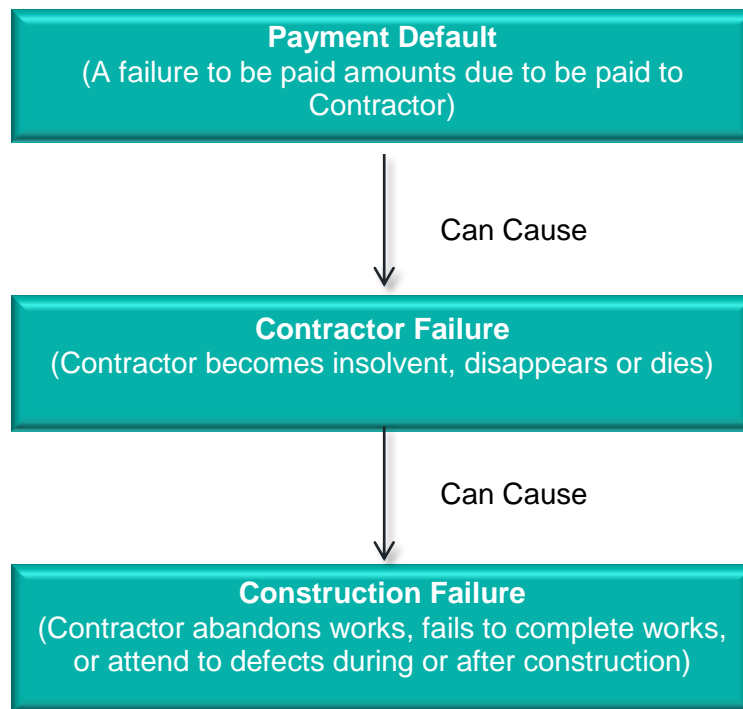 Payment Default
(A failure to be paid amounts due to be paid to
Contractor)
Can Cause
Contractor Failure
(Contractor becomes insolvent, disappears or dies)
Can Cause
Construction Failure
(Contractor abandons works, fails to complete works,
or attend to defects during or after construction)